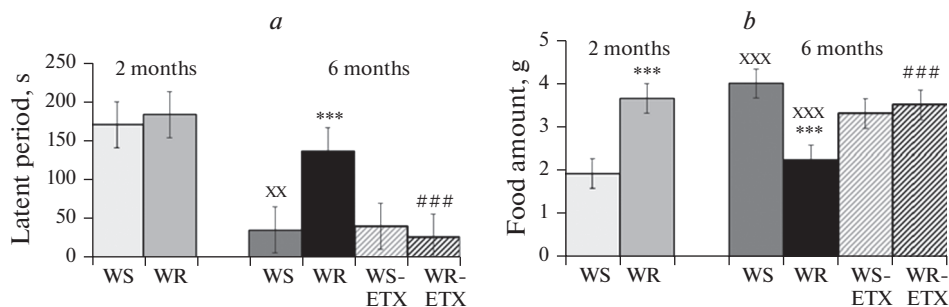 a
Latent period, s
250
200
150
100
50
0
2 months
6 months
XX
***
###
WS
WR
WS
WR
WS-
ETX
WR-
ETX
b
Food amount, g
5
4
3
2
1
0
2 months
6 months
***
XXX
XXX
***
###
WS
WR
WS
WR
WS-
ETX
WR-
ETX